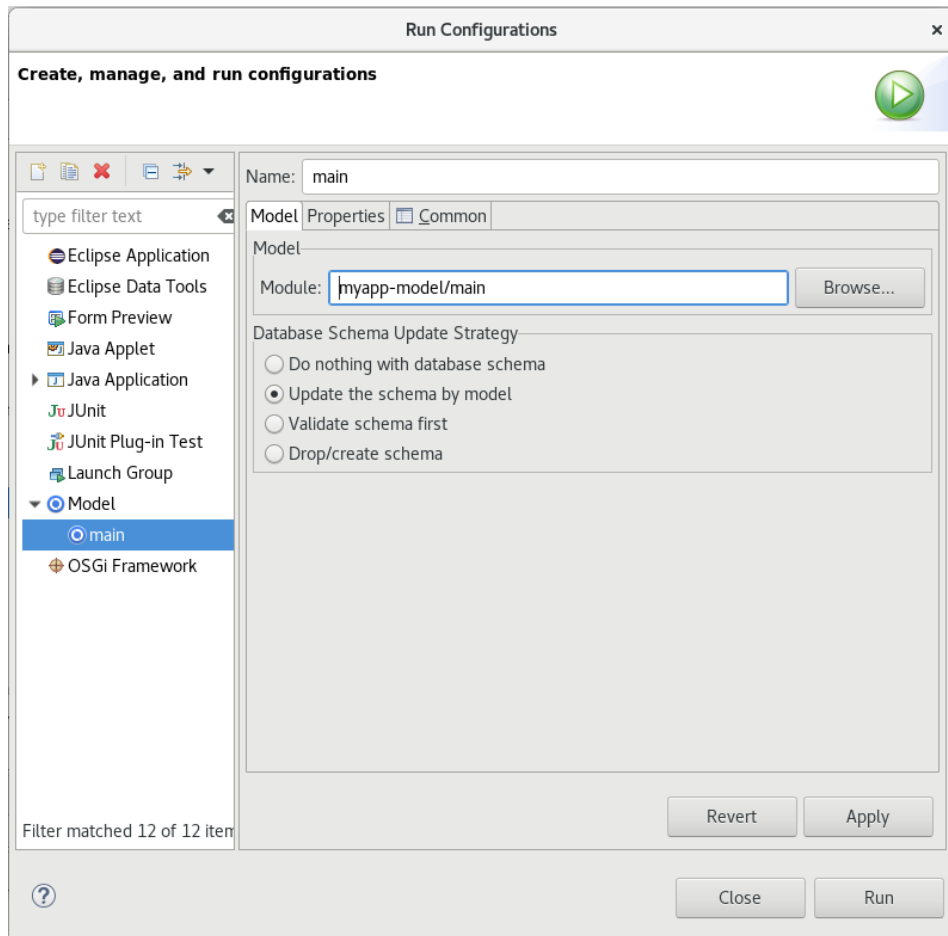 Run Configurations
Create, manage, and run configurations
Name: main
type filter text
Model Properties Common
Eclipse Application
Eclipse Data Tools
Form Preview
Java Applet
Java Application
JUnit
JUnit Plug-in Test
Launch Group
Model
main
OSGi Framework
Filter matched 12 of 12 item
Model
Module: myapp-model/main Browse...
Database Schema Update Strategy
Do nothing with database schema
Update the schema by model
Validate schema first
Drop/create schema
Revert Apply
Close Run